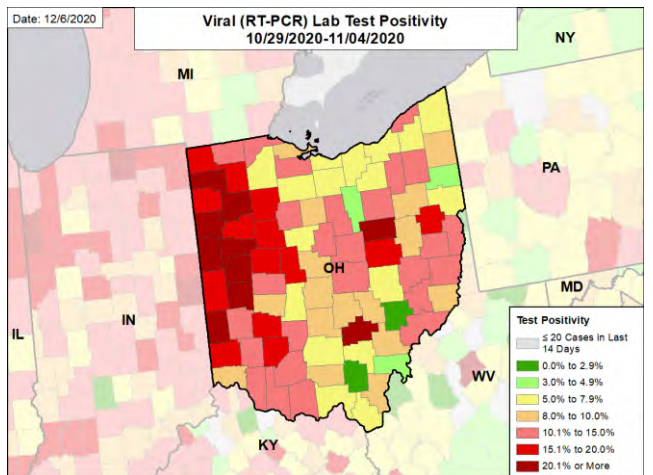 Date: 12/6/2020
Viral (RT-PCR) Lab Test Positivity
10/29/2020-11/04/2020
NY
MI
PA
OH
MD
IL
IN
WV
KY
Test Positivity
≤ 20 Cases in Last
14 Days
0.0% to 2.9%
3.0% to 4.9%
5.0% to 7.9%
8.0% to 10.0%
10.1% to 15.0%
15.1% to 20.0%
20.1% or More